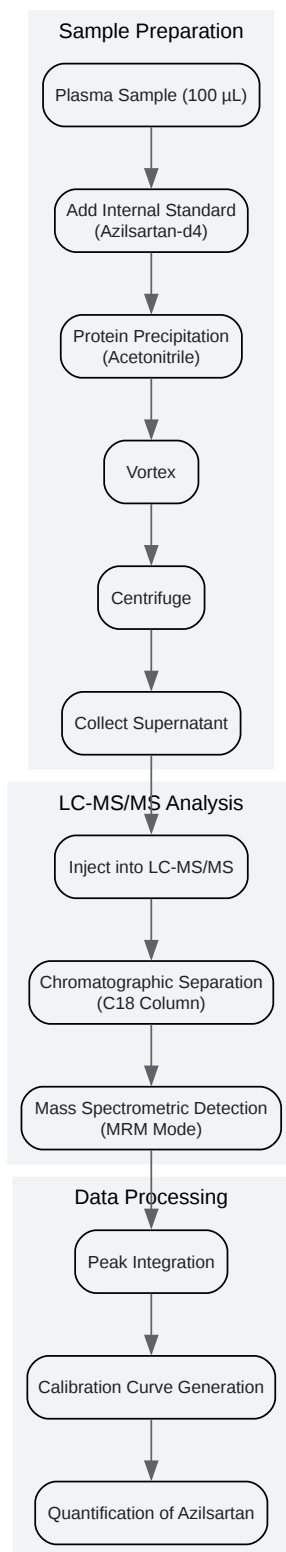 Sample Preparation
Plasma Sample (100 µL)
Add Internal Standard
(Azilsartan-d4)
Protein Precipitation
(Acetonitrile)
Vortex
Centrifuge
Collect Supernatant
LC-MS/MS Analysis
Inject into LC-MS/MS
Chromatographic Separation
(C18 Column)
Mass Spectrometric Detection
(MRM Mode)
Data Processing
Peak Integration
Calibration Curve Generation
Quantification of Azilsartan